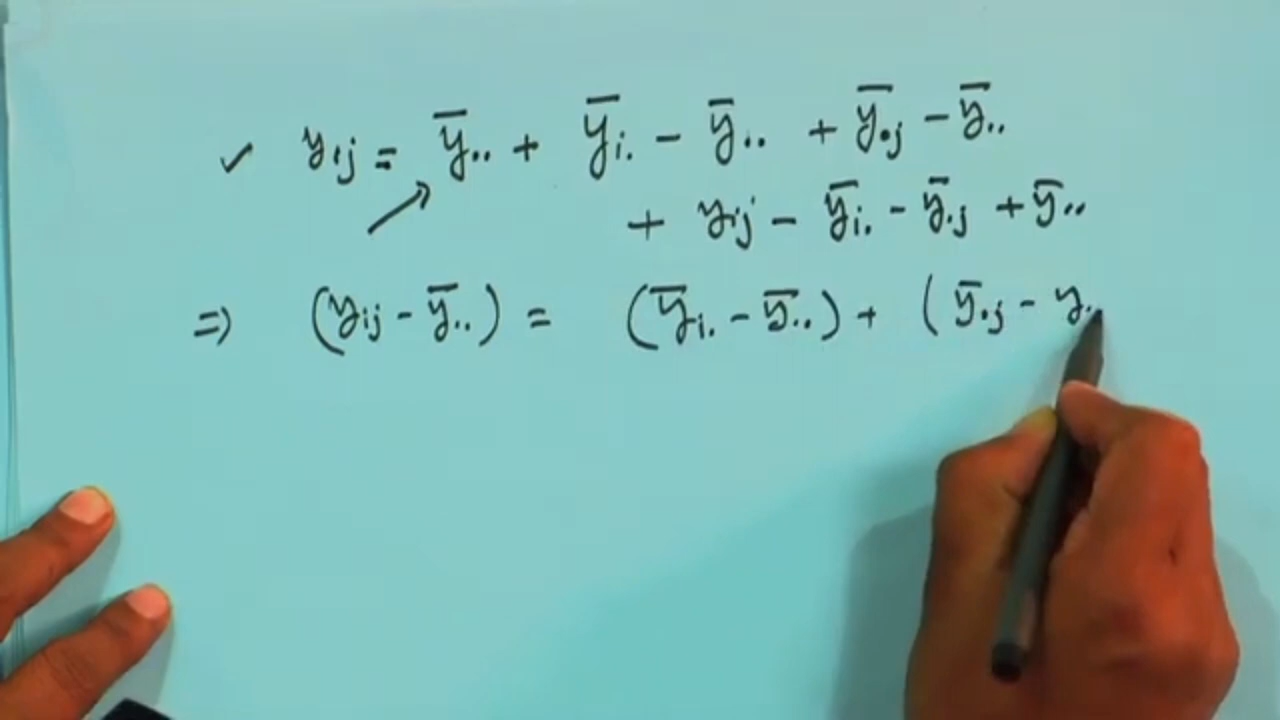 ✓ yij = ȳ.. + ȳi. - ȳ.. + ȳ.j - ȳ..
+ yij - ȳi. - ȳ.j + ȳ..
⇒ (yij - ȳ..) = (ȳi. - ȳ..) + (ȳ.j - y..